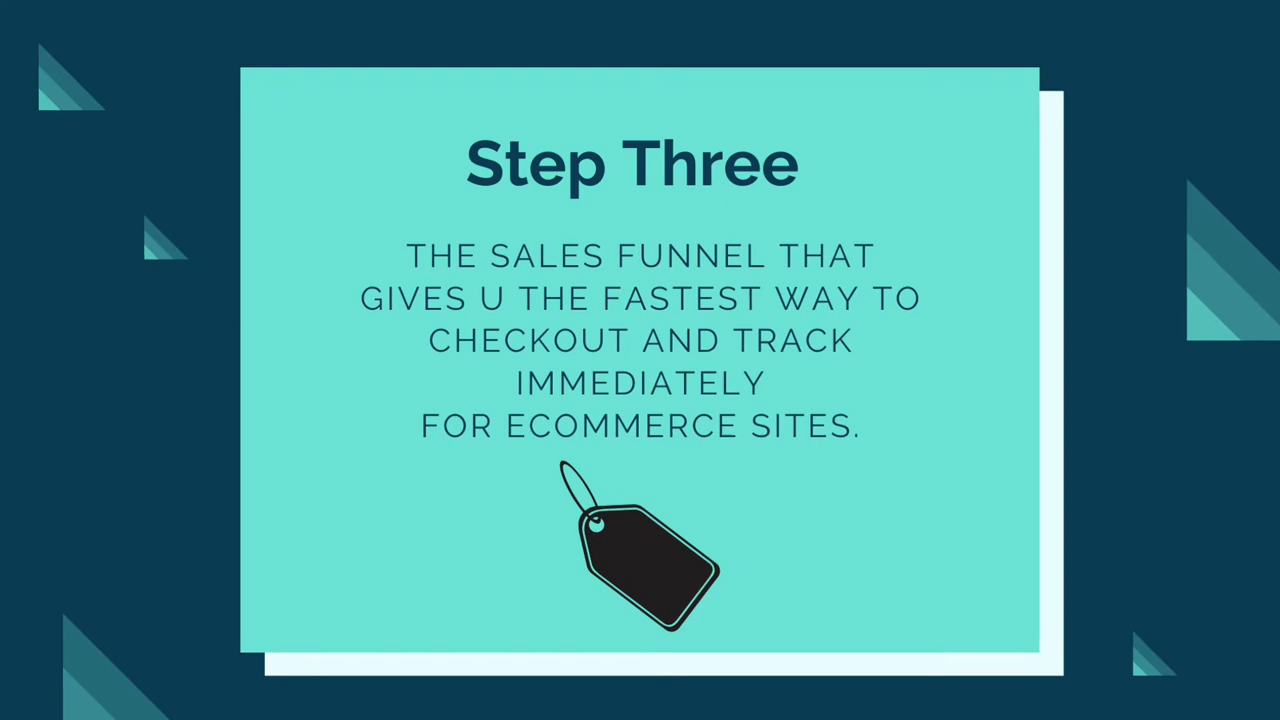 Step Three
THE SALES FUNNEL THAT
GIVES U THE FASTEST WAY TO
CHECKOUT AND TRACK
IMMEDIATELY
FOR ECOMMERCE SITES.